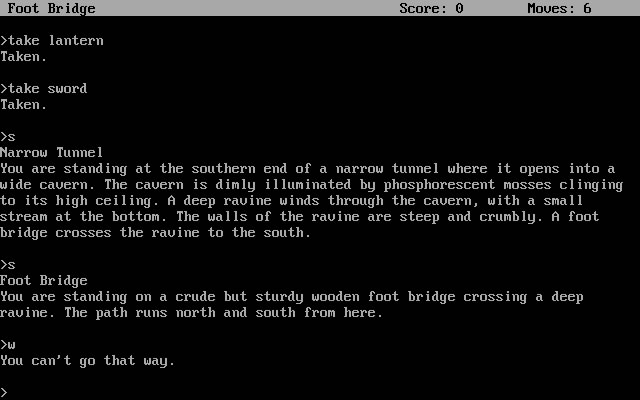 Foot Bridge Score: 0 Moves: 6
>take lantern
Taken.
>take sword
Taken.
>s
Narrow Tunnel
You are standing at the southern end of a narrow tunnel where it opens into a
wide cavern. The cavern is dimly illuminated by phosphorescent mosses clinging
to its high ceiling. A deep ravine winds through the cavern, with a small
stream at the bottom. The walls of the ravine are steep and crumbly. A foot
bridge crosses the ravine to the south.
>s
Foot Bridge
You are standing on a crude but sturdy wooden foot bridge crossing a deep
ravine. The path runs north and south from here.
>w
You can't go that way.
>